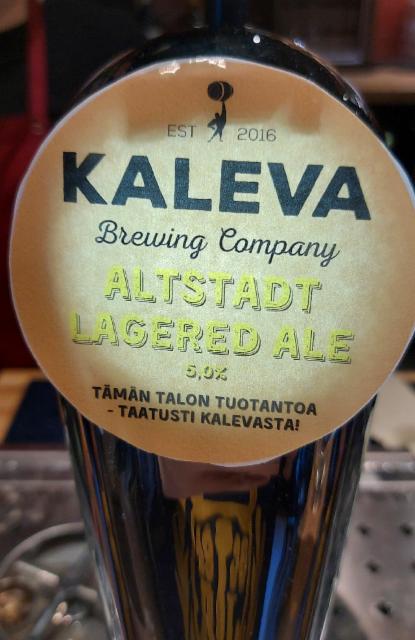 EST 2016
KALEVA
Brewing Company
ALTSTADT
LAGERED ALE
5,0%
TÄMÄN TALON TUOTANTOA
- TAATUSTI KALEVASTA!